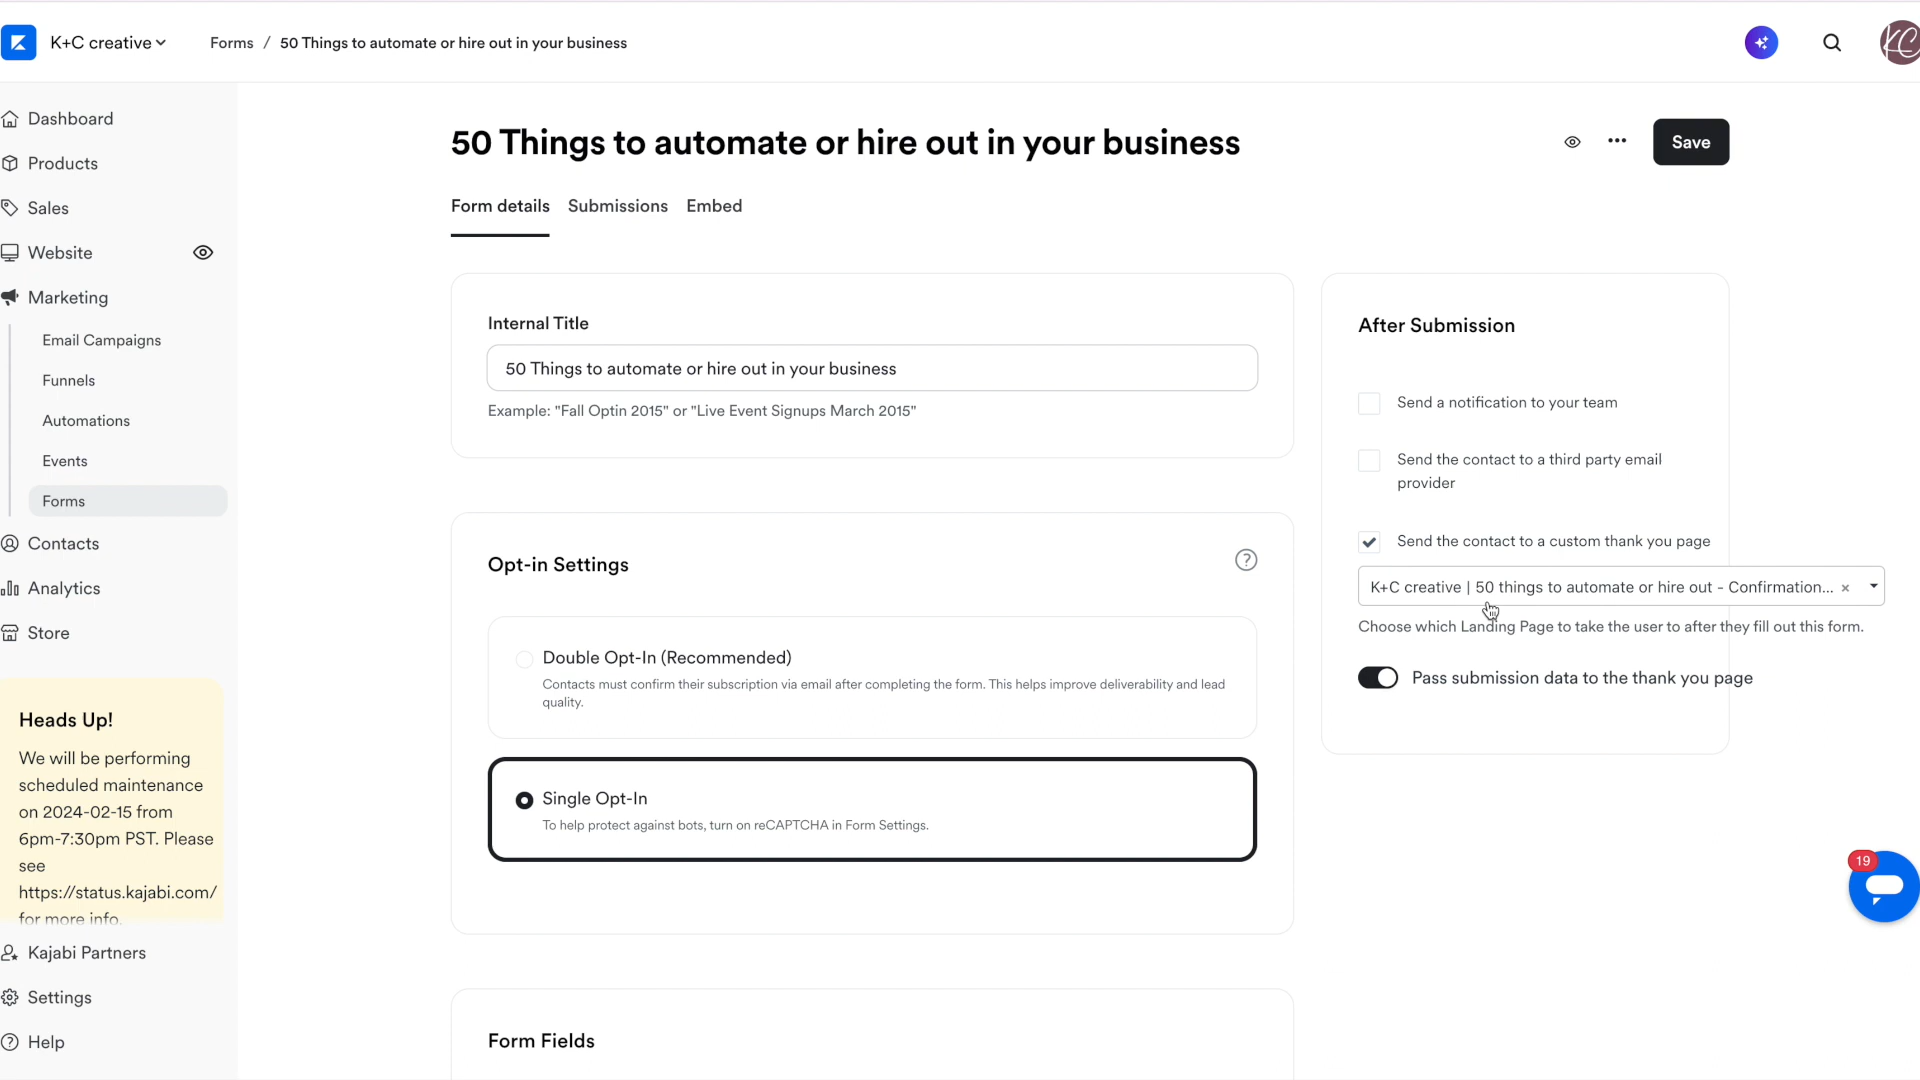 K+C creative
Forms / 50 Things to automate or hire out in your business
KC
Dashboard
Products
Sales
Website
Marketing
Email Campaigns
Funnels
Automations
Events
Forms
Contacts
Analytics
Store
Heads Up!
We will be performing
scheduled maintenance
on 2024-02-15 from
6pm-7:30pm PST. Please
see
https://status.kajabi.com/
for more info.
Kajabi Partners
Settings
Help
50 Things to automate or hire out in your business
Save
Form details
Submissions
Embed
Internal Title
50 Things to automate or hire out in your business
Example: "Fall Optin 2015" or "Live Event Signups March 2015"
Opt-in Settings
Double Opt-In (Recommended)
Contacts must confirm their subscription via email after completing the form. This helps improve deliverability and lead
quality.
Single Opt-In
To help protect against bots, turn on reCAPTCHA in Form Settings.
Form Fields
After Submission
Send a notification to your team
Send the contact to a third party email
provider
Send the contact to a custom thank you page
K+C creative | 50 things to automate or hire out - Confirmation... ×
Choose which Landing Page to take the user to after they fill out this form.
Pass submission data to the thank you page
19